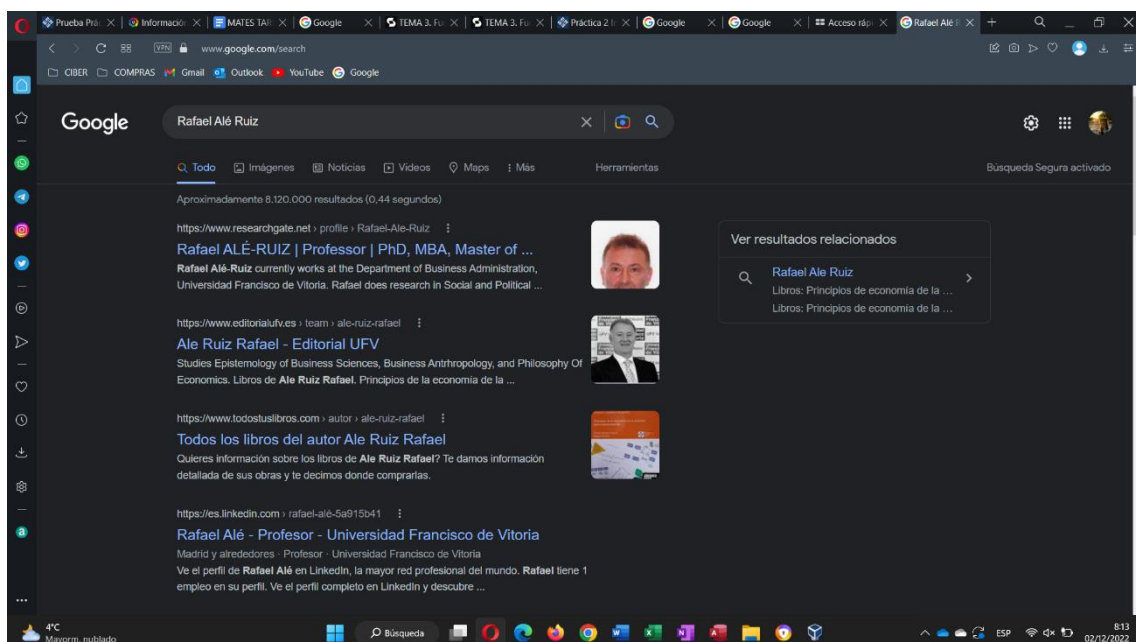 Prueba Prác
Informació
MATES TAR
Google
TEMA 3. Fu
TEMA 3. Fu
Práctica 2 I
Google
Google
Acceso rápi
Rafael Alé R
VPN www.google.com/search
CIBER COMPRAS Gmail Outlook YouTube Google
Google
Rafael Alé Ruiz
Todo Imágenes Noticias Vídeos Maps Más Herramientas Búsqueda Segura activado
Aproximadamente 8.120.000 resultados (0,44 segundos)
https://www.researchgate.net › profile › Rafael-Ale-Ruiz
Rafael ALÉ-RUIZ | Professor | PhD, MBA, Master of ...
Rafael Alé-Ruiz currently works at the Department of Business Administration,
Universidad Francisco de Vitoria. Rafael does research in Social and Political ...
https://www.editorialufv.es › team › ale-ruiz-rafael
Ale Ruiz Rafael - Editorial UFV
Studies Epistemology of Business Sciences, Business Antrhropology, and Philosophy Of
Economics. Libros de Ale Ruiz Rafael. Principios de la economía de la ...
https://www.todostuslibros.com › autor › ale-ruiz-rafael
Todos los libros del autor Ale Ruiz Rafael
Quieres información sobre los libros de Ale Ruiz Rafael? Te damos información
detallada de sus obras y te decimos donde comprarlas.
https://es.linkedin.com › rafael-alé-5a915b41
Rafael Alé - Profesor - Universidad Francisco de Vitoria
Madrid y alrededores · Profesor · Universidad Francisco de Vitoria
Ve el perfil de Rafael Alé en LinkedIn, la mayor red profesional del mundo. Rafael tiene 1
empleo en su perfil. Ve el perfil completo en LinkedIn y descubre ...
Ver resultados relacionados
Rafael Ale Ruiz
Libros: Principios de economía de la ...
Libros: Principios de economía de la ...
4°C
Mayorm. nublado
Búsqueda
ESP
8:13
02/12/2022